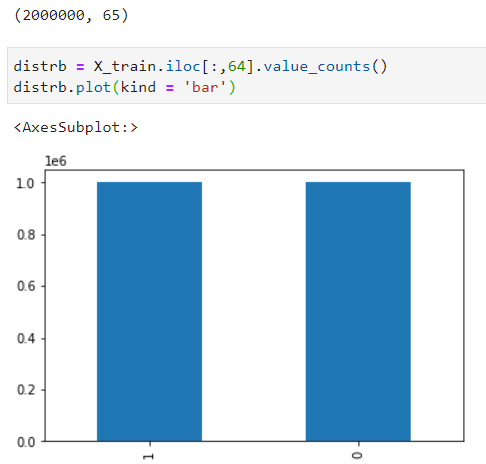 (2000000, 65)
distrb = X_train.iloc[:,64].value_counts()
distrb.plot(kind = 'bar')
<AxesSubplot:>
1e6
1.0
0.8
0.6
0.4
0.2
0.0
1 0